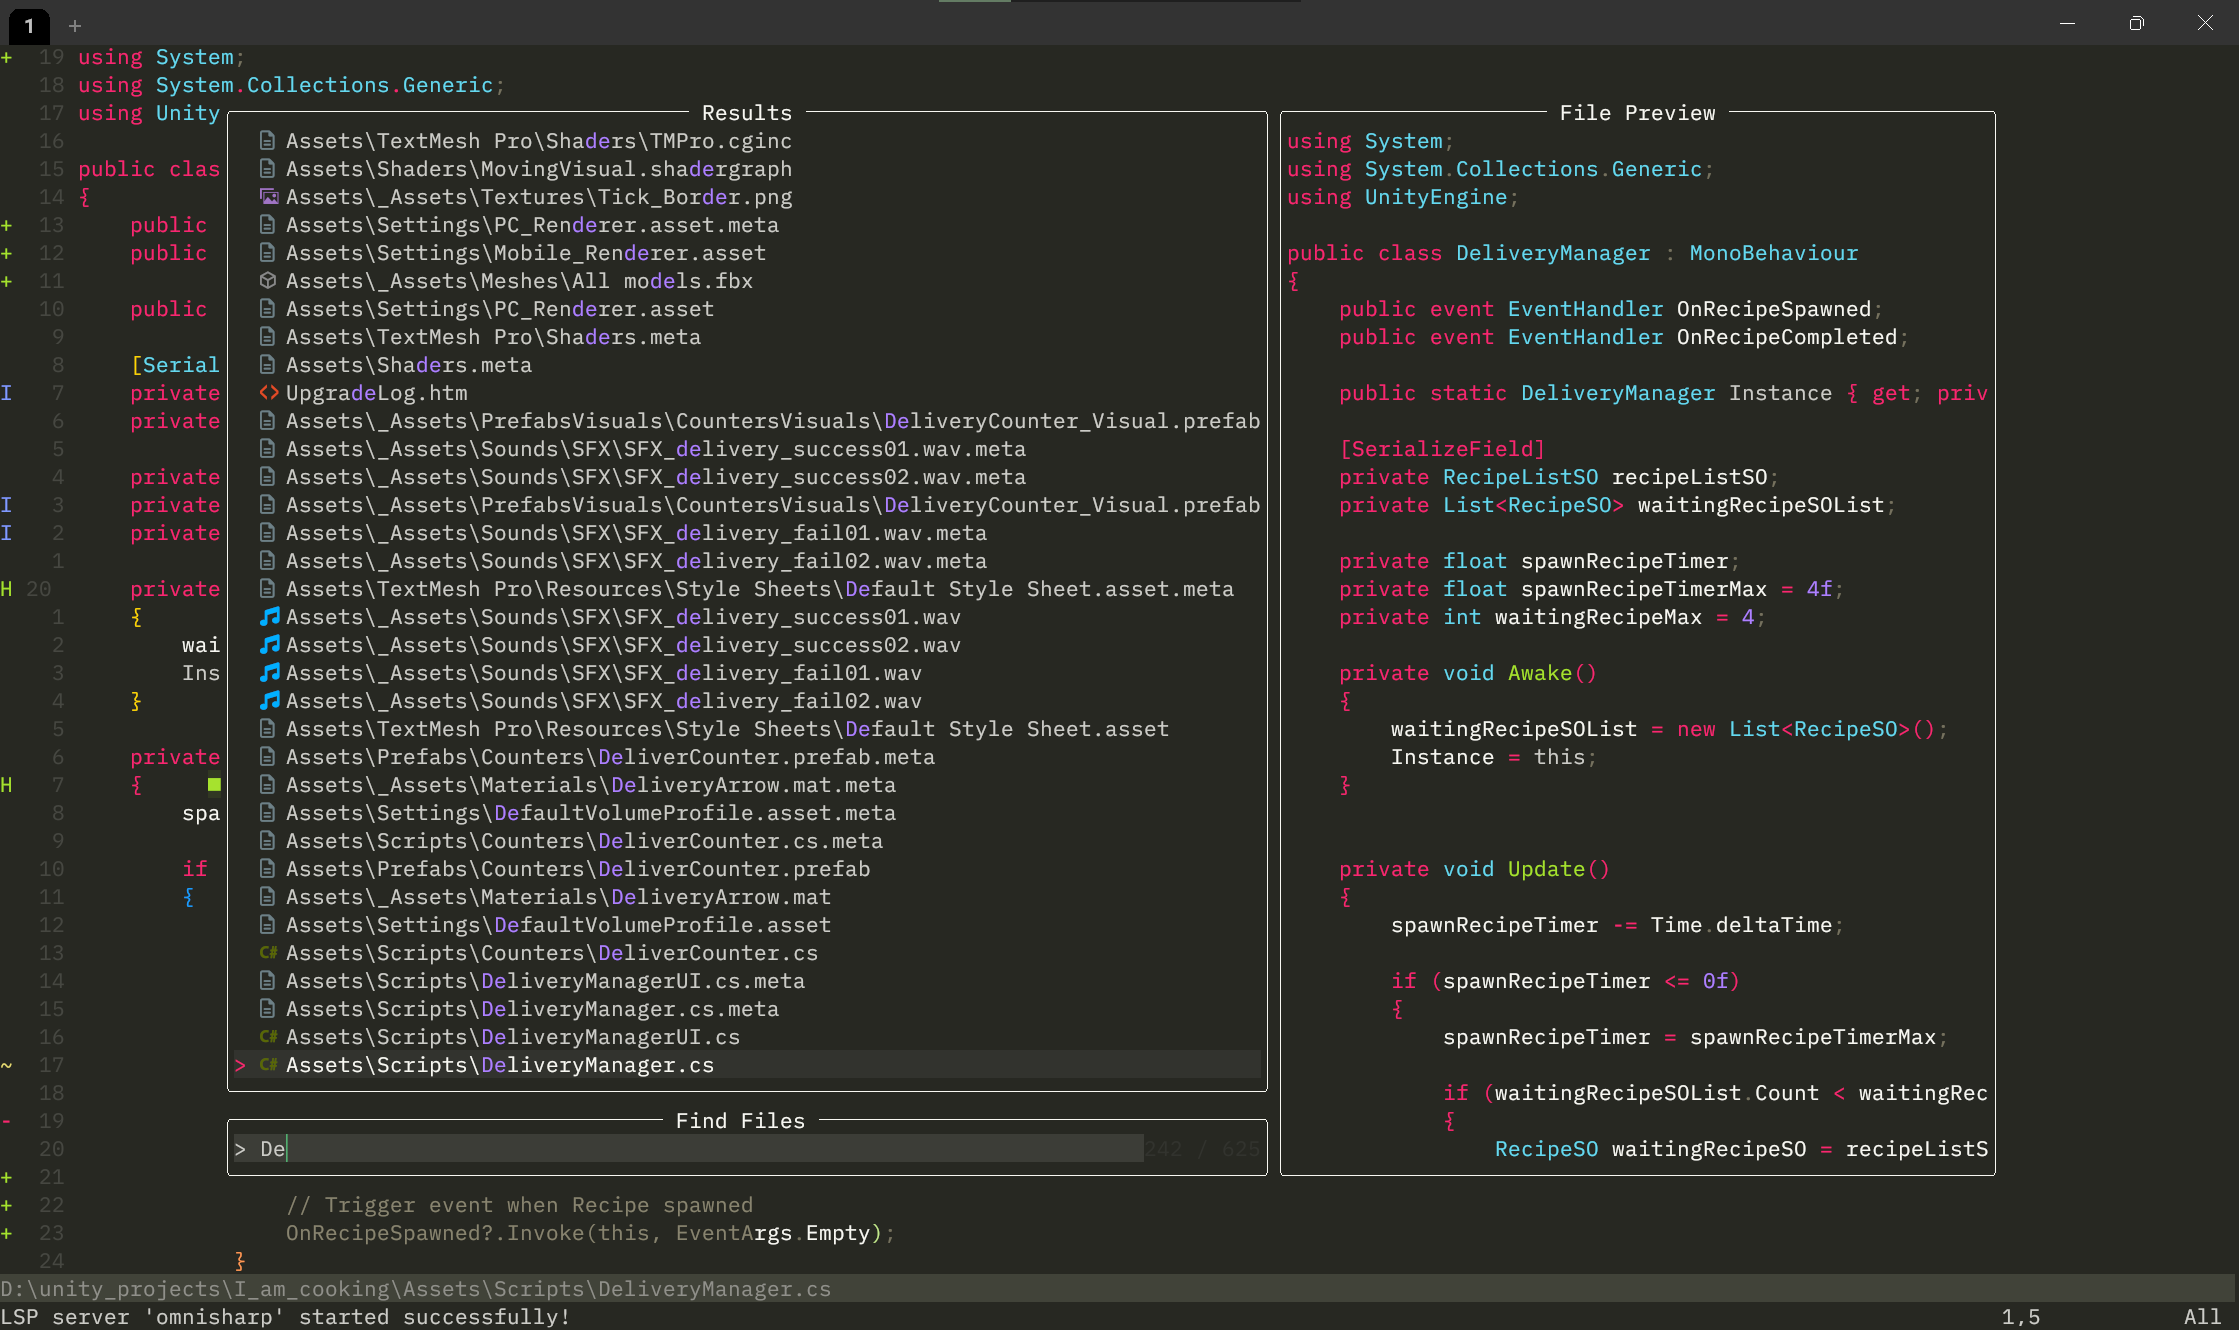 1 +
+ 19 using System;
18 using System.Collections.Generic;
17 using Unity
16
15 public clas
14 {
+ 13 public
+ 12 public
+ 11
10 public
9
8 [Serial
I 7 private
6 private
5
4 private
I 3 private
I 2 private
1
H 20 private
1 {
2 wai
3 Ins
4 }
5
6 private
H 7 {
8 spa
9
10 if
11 {
12
13
14
15
16
~ 17
18
- 19
20
+ 21
+ 22 // Trigger event when Recipe spawned
+ 23 OnRecipeSpawned?.Invoke(this, EventArgs.Empty);
24 }
Results
Assets\TextMesh Pro\Shaders\TMPro.cginc
Assets\Shaders\MovingVisual.shadergraph
Assets\_Assets\Textures\Tick_Border.png
Assets\Settings\PC_Renderer.asset.meta
Assets\Settings\Mobile_Renderer.asset
Assets\_Assets\Meshes\All models.fbx
Assets\Settings\PC_Renderer.asset
Assets\TextMesh Pro\Shaders.meta
Assets\Shaders.meta
<> UpgradeLog.htm
Assets\_Assets\PrefabsVisuals\CountersVisuals\DeliveryCounter_Visual.prefab
Assets\_Assets\Sounds\SFX\SFX_delivery_success01.wav.meta
Assets\_Assets\Sounds\SFX\SFX_delivery_success02.wav.meta
Assets\_Assets\PrefabsVisuals\CountersVisuals\DeliveryCounter_Visual.prefab
Assets\_Assets\Sounds\SFX\SFX_delivery_fail01.wav.meta
Assets\_Assets\Sounds\SFX\SFX_delivery_fail02.wav.meta
Assets\TextMesh Pro\Resources\Style Sheets\Default Style Sheet.asset.meta
Assets\_Assets\Sounds\SFX\SFX_delivery_success01.wav
Assets\_Assets\Sounds\SFX\SFX_delivery_success02.wav
Assets\_Assets\Sounds\SFX\SFX_delivery_fail01.wav
Assets\_Assets\Sounds\SFX\SFX_delivery_fail02.wav
Assets\TextMesh Pro\Resources\Style Sheets\Default Style Sheet.asset
Assets\Prefabs\Counters\DeliverCounter.prefab.meta
Assets\_Assets\Materials\DeliveryArrow.mat.meta
Assets\Settings\DefaultVolumeProfile.asset.meta
Assets\Scripts\Counters\DeliverCounter.cs.meta
Assets\Prefabs\Counters\DeliverCounter.prefab
Assets\_Assets\Materials\DeliveryArrow.mat
Assets\Settings\DefaultVolumeProfile.asset
C# Assets\Scripts\Counters\DeliverCounter.cs
Assets\Scripts\DeliveryManagerUI.cs.meta
Assets\Scripts\DeliveryManager.cs.meta
C# Assets\Scripts\DeliveryManagerUI.cs
> C# Assets\Scripts\DeliveryManager.cs
Find Files
> De 242 / 625
File Preview
using System;
using System.Collections.Generic;
using UnityEngine;
public class DeliveryManager : MonoBehaviour
{
public event EventHandler OnRecipeSpawned;
public event EventHandler OnRecipeCompleted;
public static DeliveryManager Instance { get; priv
[SerializeField]
private RecipeListSO recipeListSO;
private List<RecipeSO> waitingRecipeSOList;
private float spawnRecipeTimer;
private float spawnRecipeTimerMax = 4f;
private int waitingRecipeMax = 4;
private void Awake()
{
waitingRecipeSOList = new List<RecipeSO>();
Instance = this;
}
private void Update()
{
spawnRecipeTimer -= Time.deltaTime;
if (spawnRecipeTimer <= 0f)
{
spawnRecipeTimer = spawnRecipeTimerMax;
if (waitingRecipeSOList.Count < waitingRec
{
RecipeSO waitingRecipeSO = recipeListS
D:\unity_projects\I_am_cooking\Assets\Scripts\DeliveryManager.cs
LSP server 'omnisharp' started successfully! 1,5 All